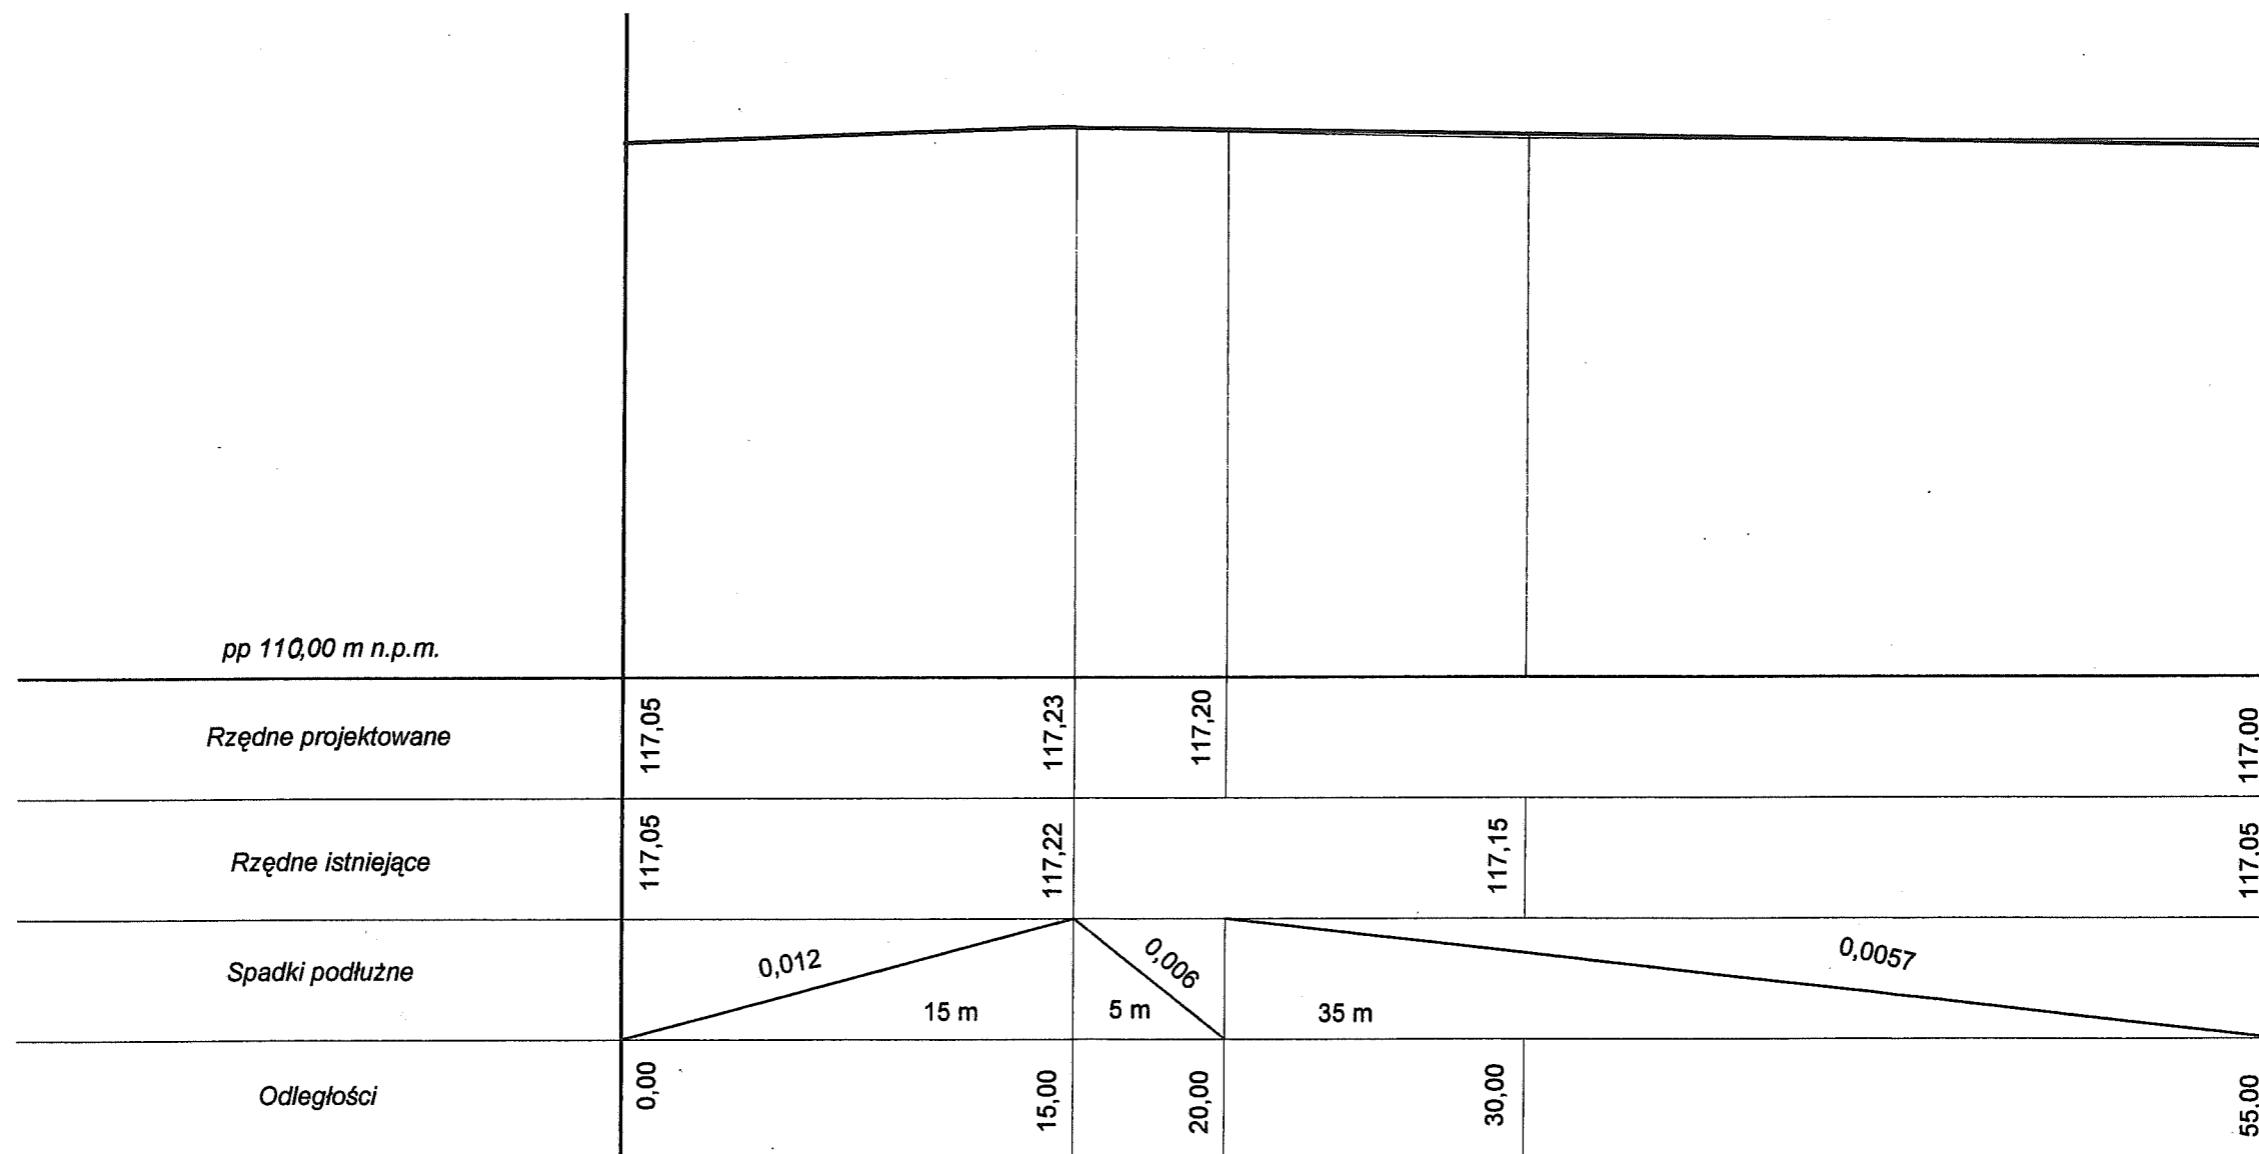 pp 110,00 m n.p.m.
Rzędne projektowane
117,05
117,23
117,20
117,00
Rzędne istniejące
117,05
117,22
117,15
117,05
Spadki podłużne
0,012
15 m
0,006
5 m
35 m
0,0057
Odległości
0,00
15,00
20,00
30,00
55,00